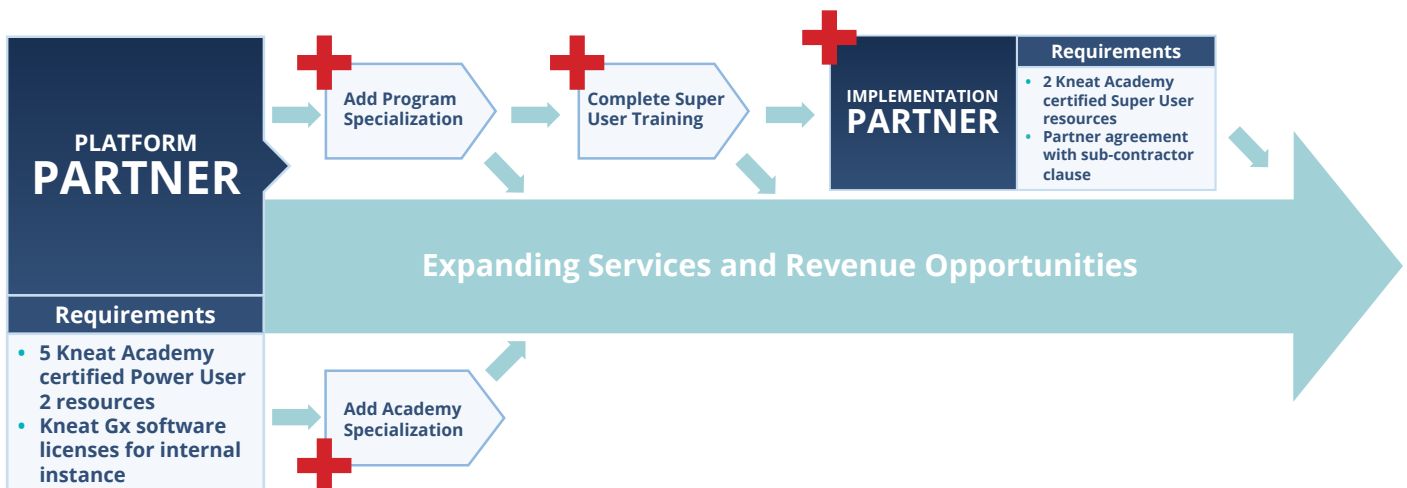 PLATFORM
PARTNER
Requirements
• 5 Kneat Academy
certified Power User
2 resources
• Kneat Gx software
licenses for internal
instance
Add Program
Specialization
Complete Super
User Training
IMPLEMENTATION
PARTNER
Requirements
• 2 Kneat Academy
certified Super User
resources
• Partner agreement
with sub-contractor
clause
Expanding Services and Revenue Opportunities
Add Academy
Specialization